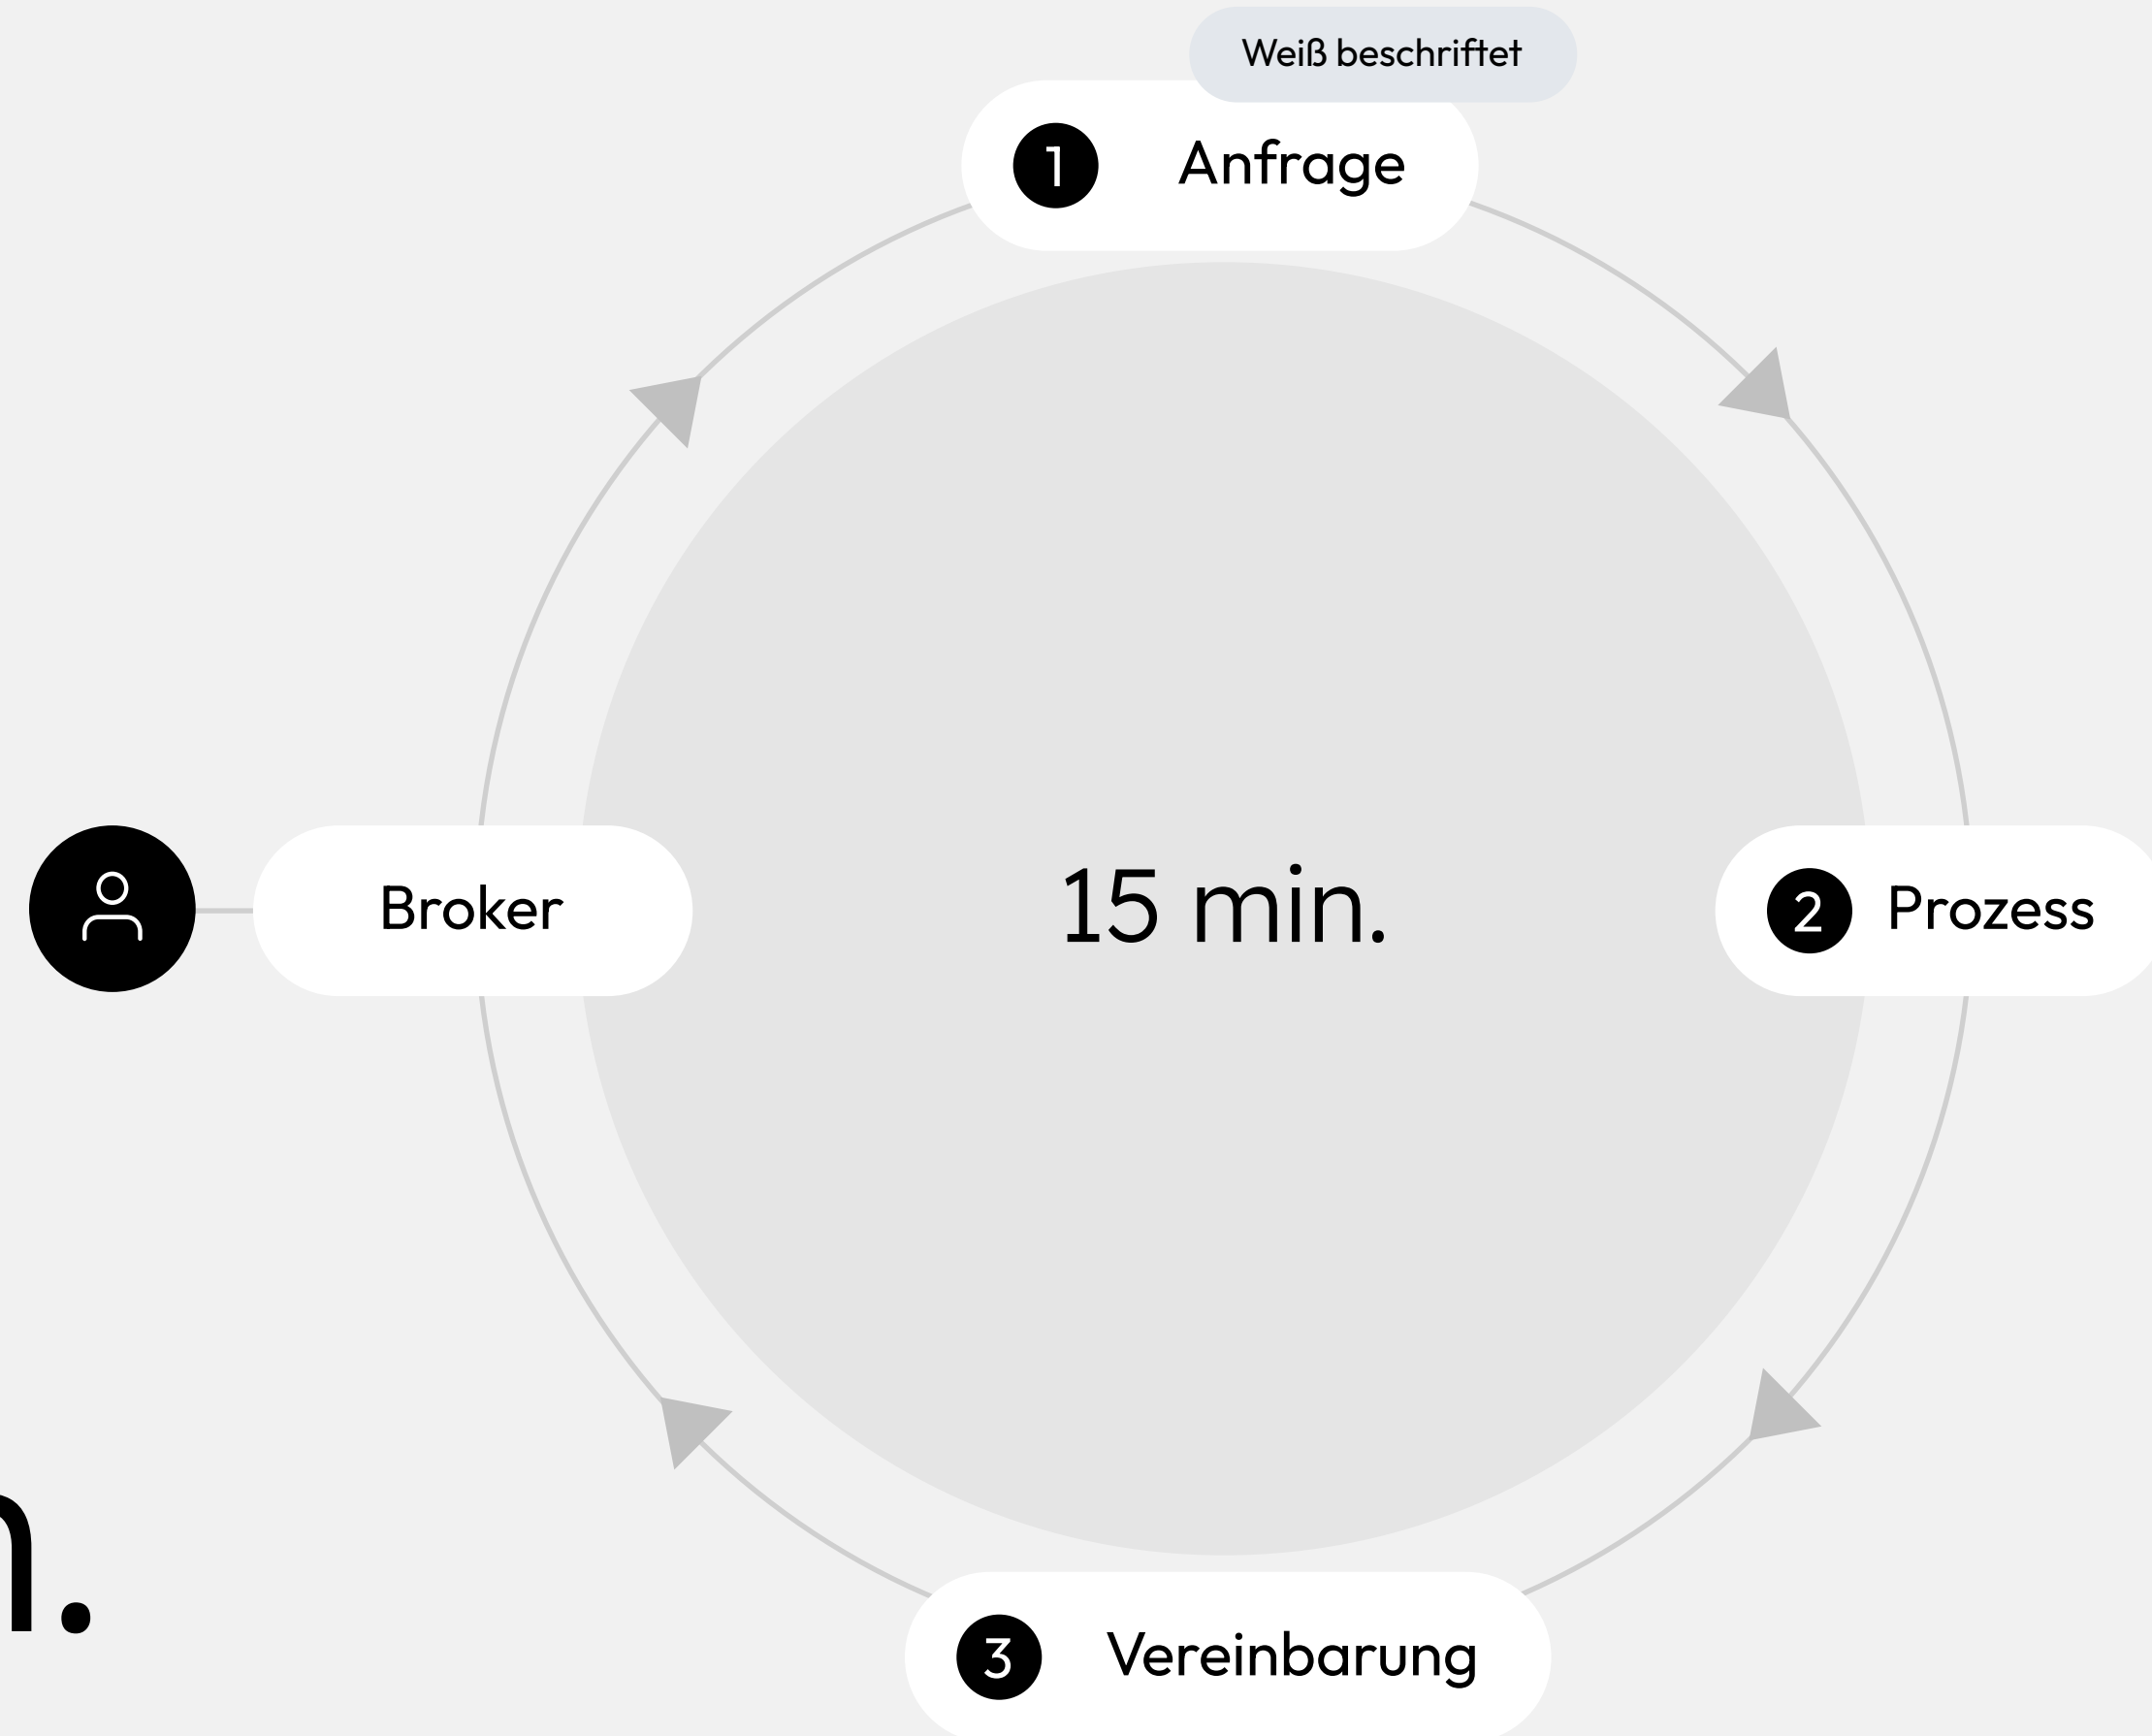 Weiß beschriftet
1 Anfrage
Broker
15 min.
2 Prozess
3 Vereinbarung